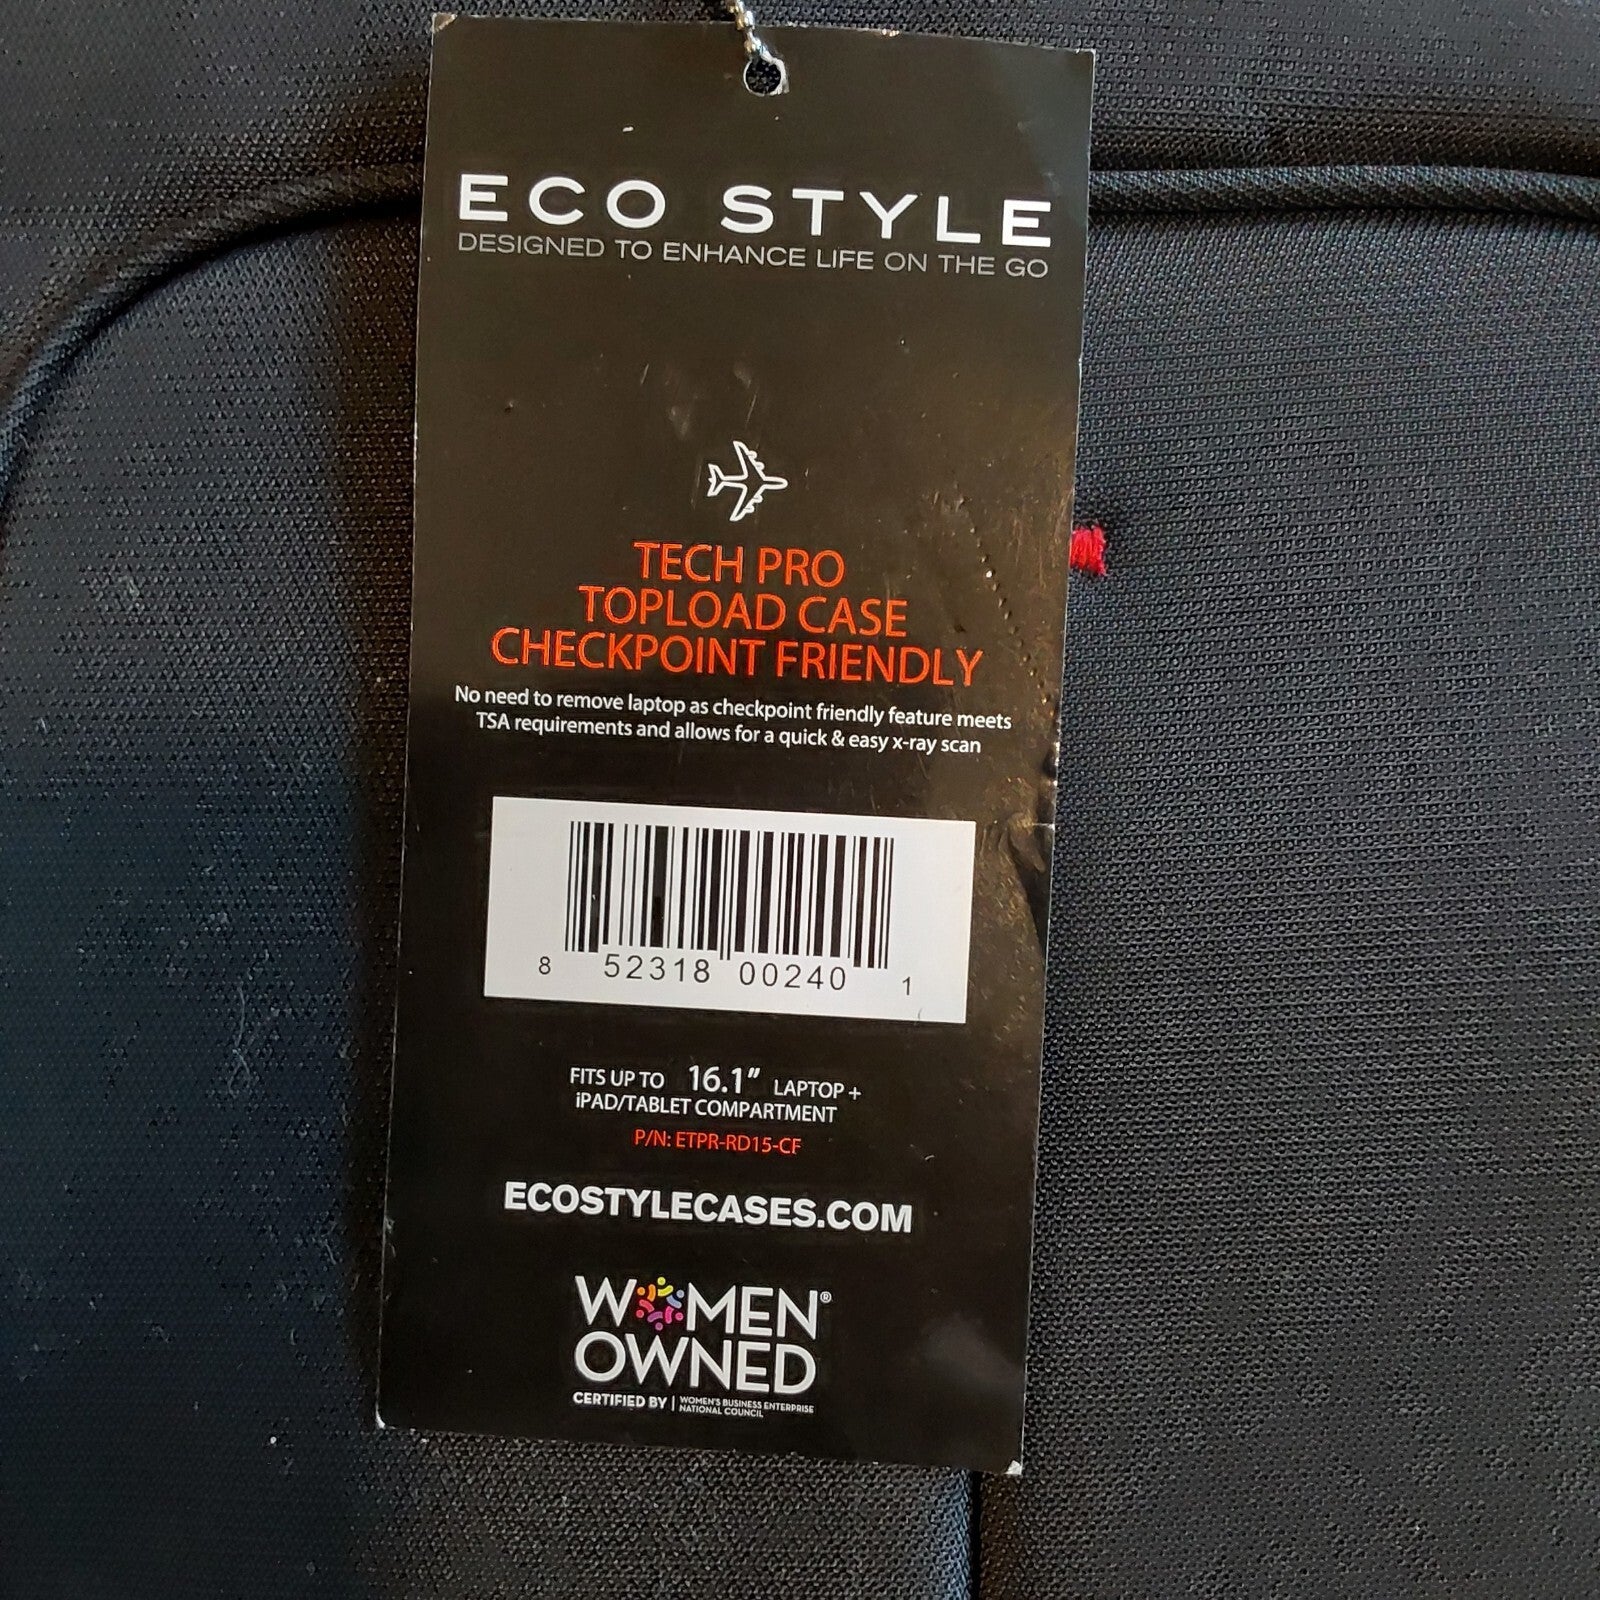 ECO STYLE
DESIGNED TO ENHANCE LIFE ON THE GO
TECH PRO
TOPLOAD CASE
CHECKPOINT FRIENDLY
No need to remove laptop as checkpoint friendly feature meets
TSA requirements and allows for a quick & easy x-ray scan
8 52318 00240 1
FITS UP TO 16.1" LAPTOP +
iPAD/TABLET COMPARTMENT
P/N: ETPR-RD15-CF
ECOSTYLECASES.COM
WOMEN®
OWNED
CERTIFIED BY | WOMEN'S BUSINESS ENTERPRISE
NATIONAL COUNCIL